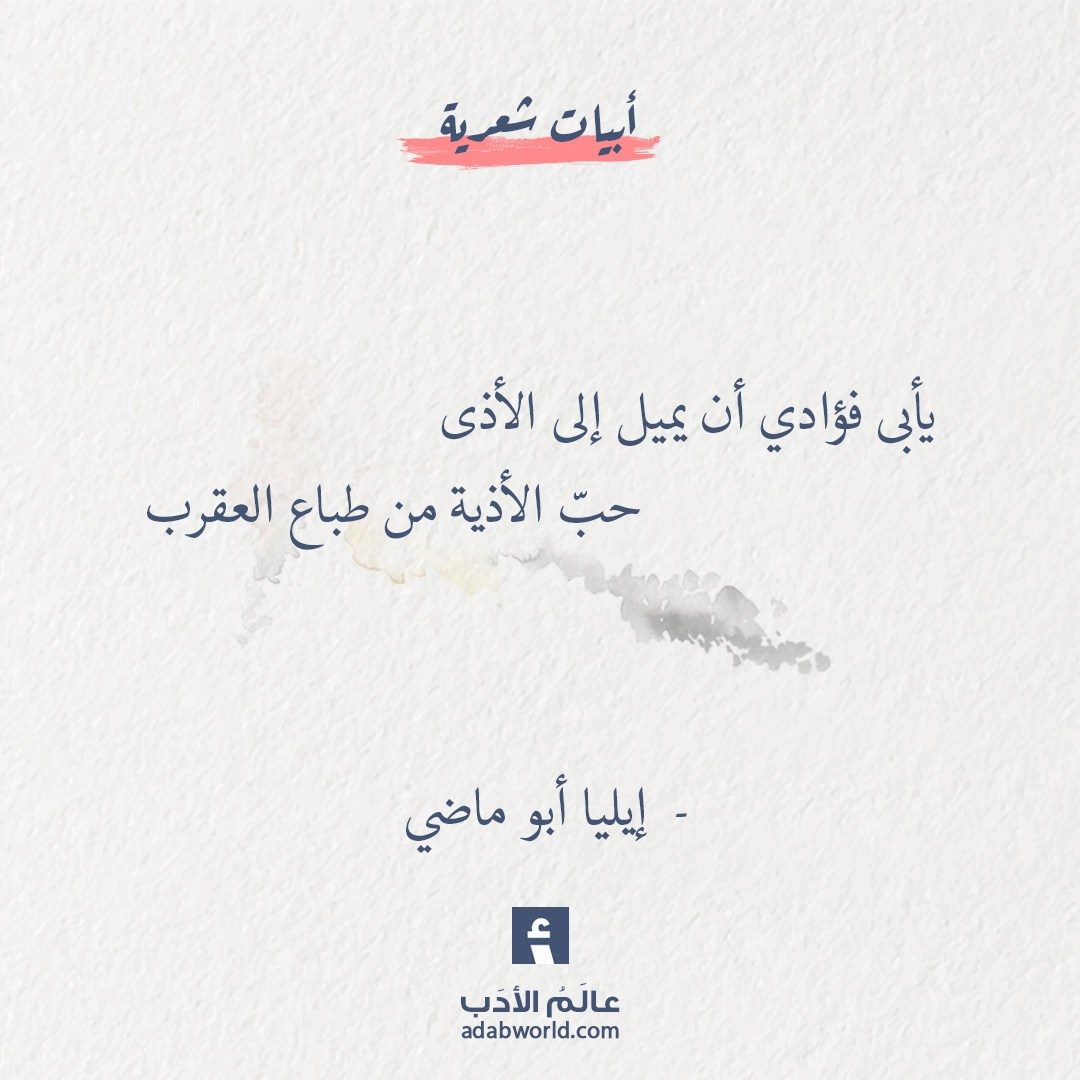 أبيات شعرية
يأبى فؤادي أن يميل إلى الأذى
حبّ الأذية من طباع العقرب
- إيليا أبو ماضي
أ
عالَمُ الأدَب
adabworld.com